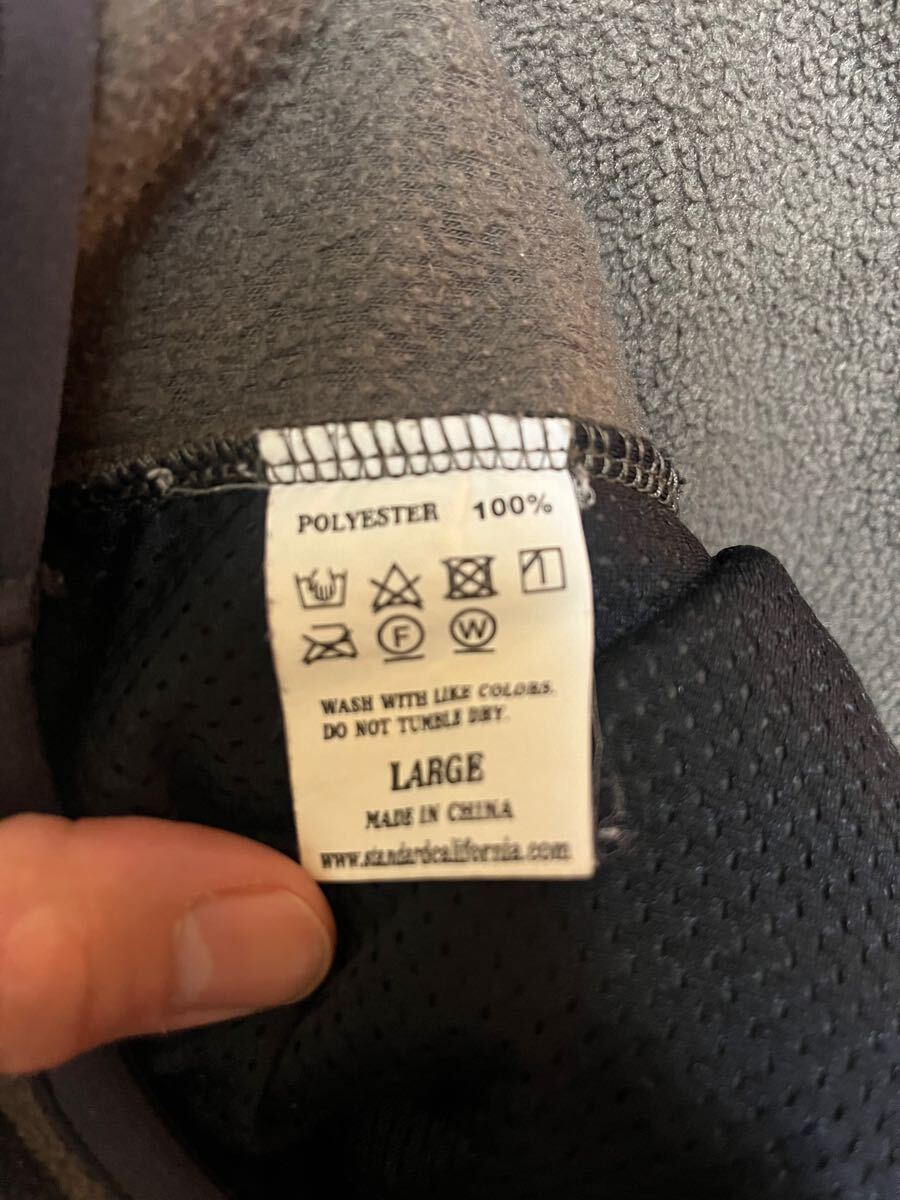 POLYESTER 100%
F W
WASH WITH LIKE COLORS.
DO NOT TUMBLE DRY.
LARGE
MADE IN CHINA
www.standardcalifornia.com